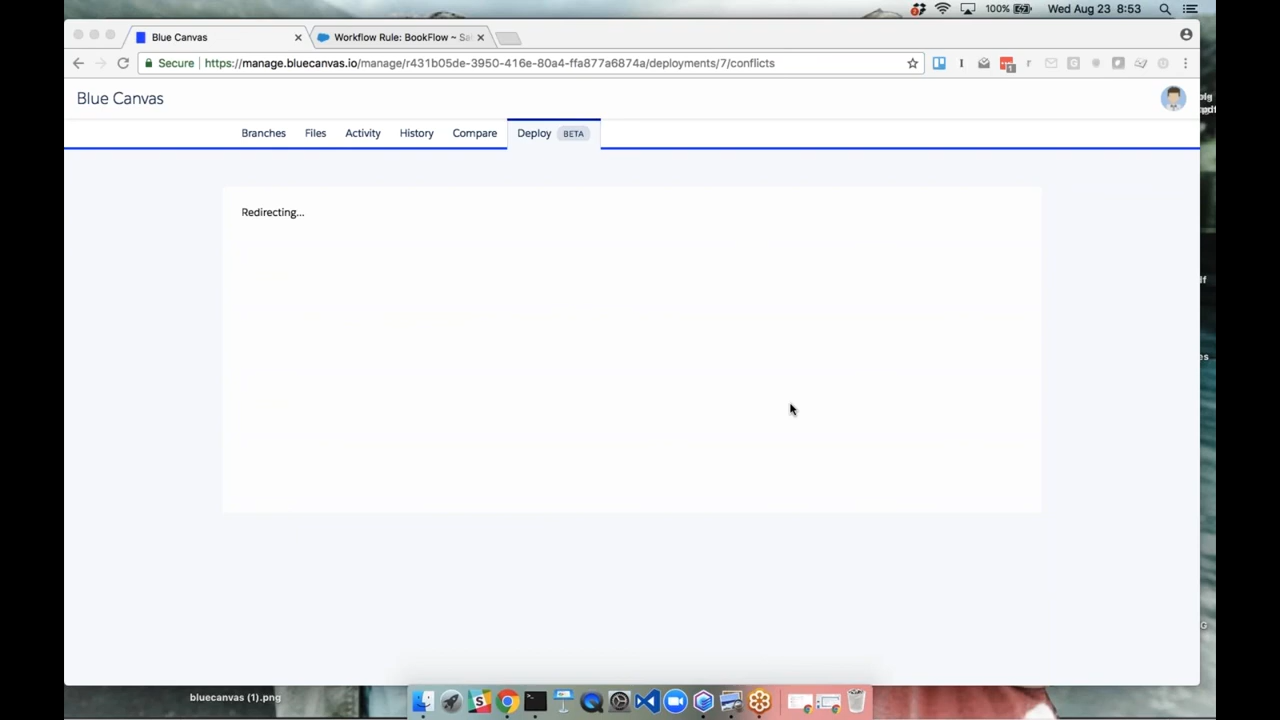 100%
Wed Aug 23 8:53
Blue Canvas
Workflow Rule: BookFlow ~ Sal
Secure
https://manage.bluecanvas.io/manage//r431b05de-3950-416e-80a4-ffa877a6874a/deployments/7/conflicts
Blue Canvas
Branches
Files
Activity
History
Compare
Deploy
BETA
Redirecting...
bluecanvas (1).png